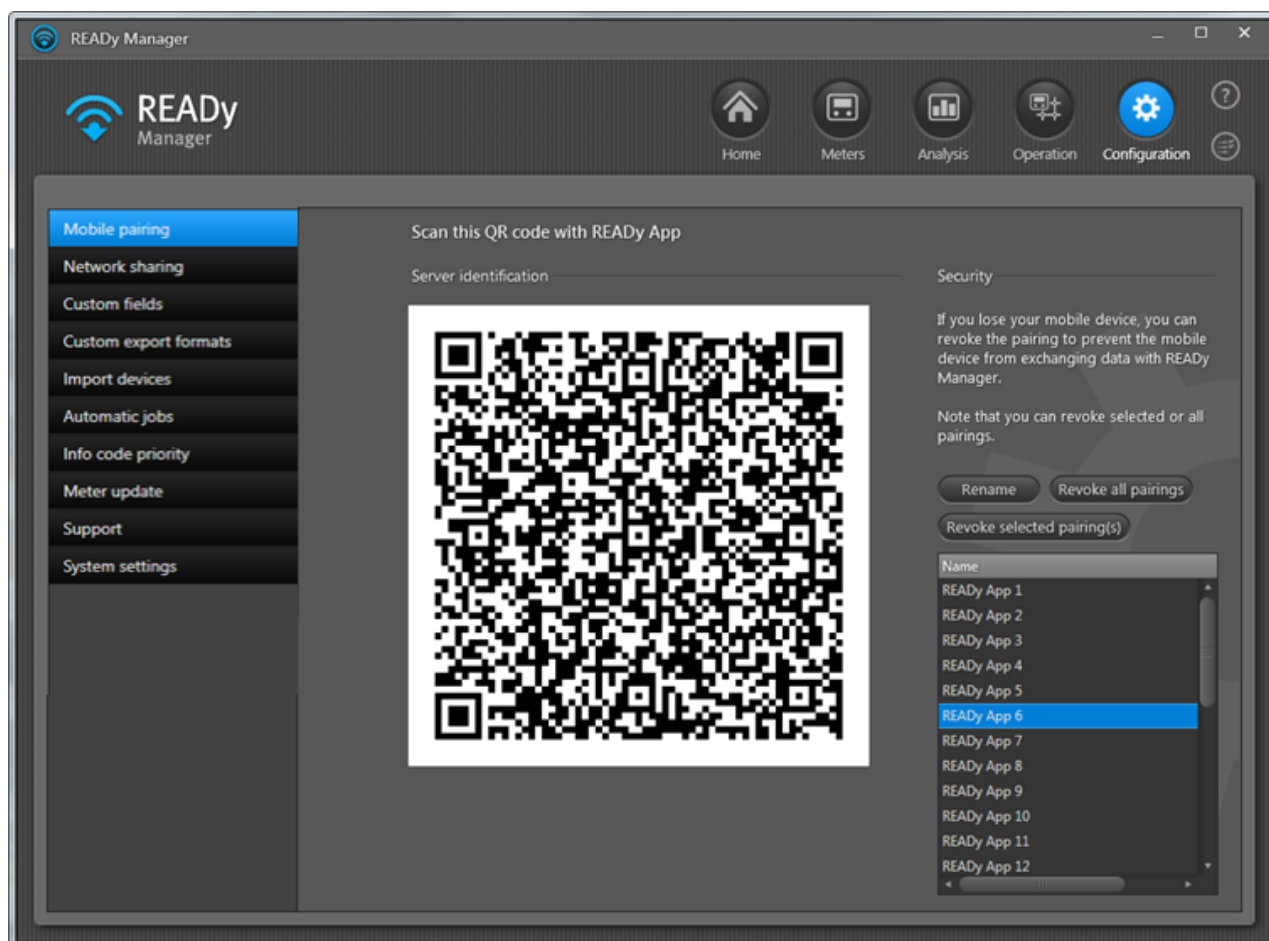 READy Manager
READy
Manager
Home
Meters
Analysis
Operation
Configuration
Mobile pairing
Network sharing
Custom fields
Custom export formats
Import devices
Automatic jobs
Info code priority
Meter update
Support
System settings
Scan this QR code with READy App
Server identification
Security
If you lose your mobile device, you can
revoke the pairing to prevent the mobile
device from exchanging data with READy
Manager.
Note that you can revoke selected or all
pairings.
Rename
Revoke all pairings
Revoke selected pairing(s)
Name
READy App 1
READy App 2
READy App 3
READy App 4
READy App 5
READy App 6
READy App 7
READy App 8
READy App 9
READy App 10
READy App 11
READy App 12